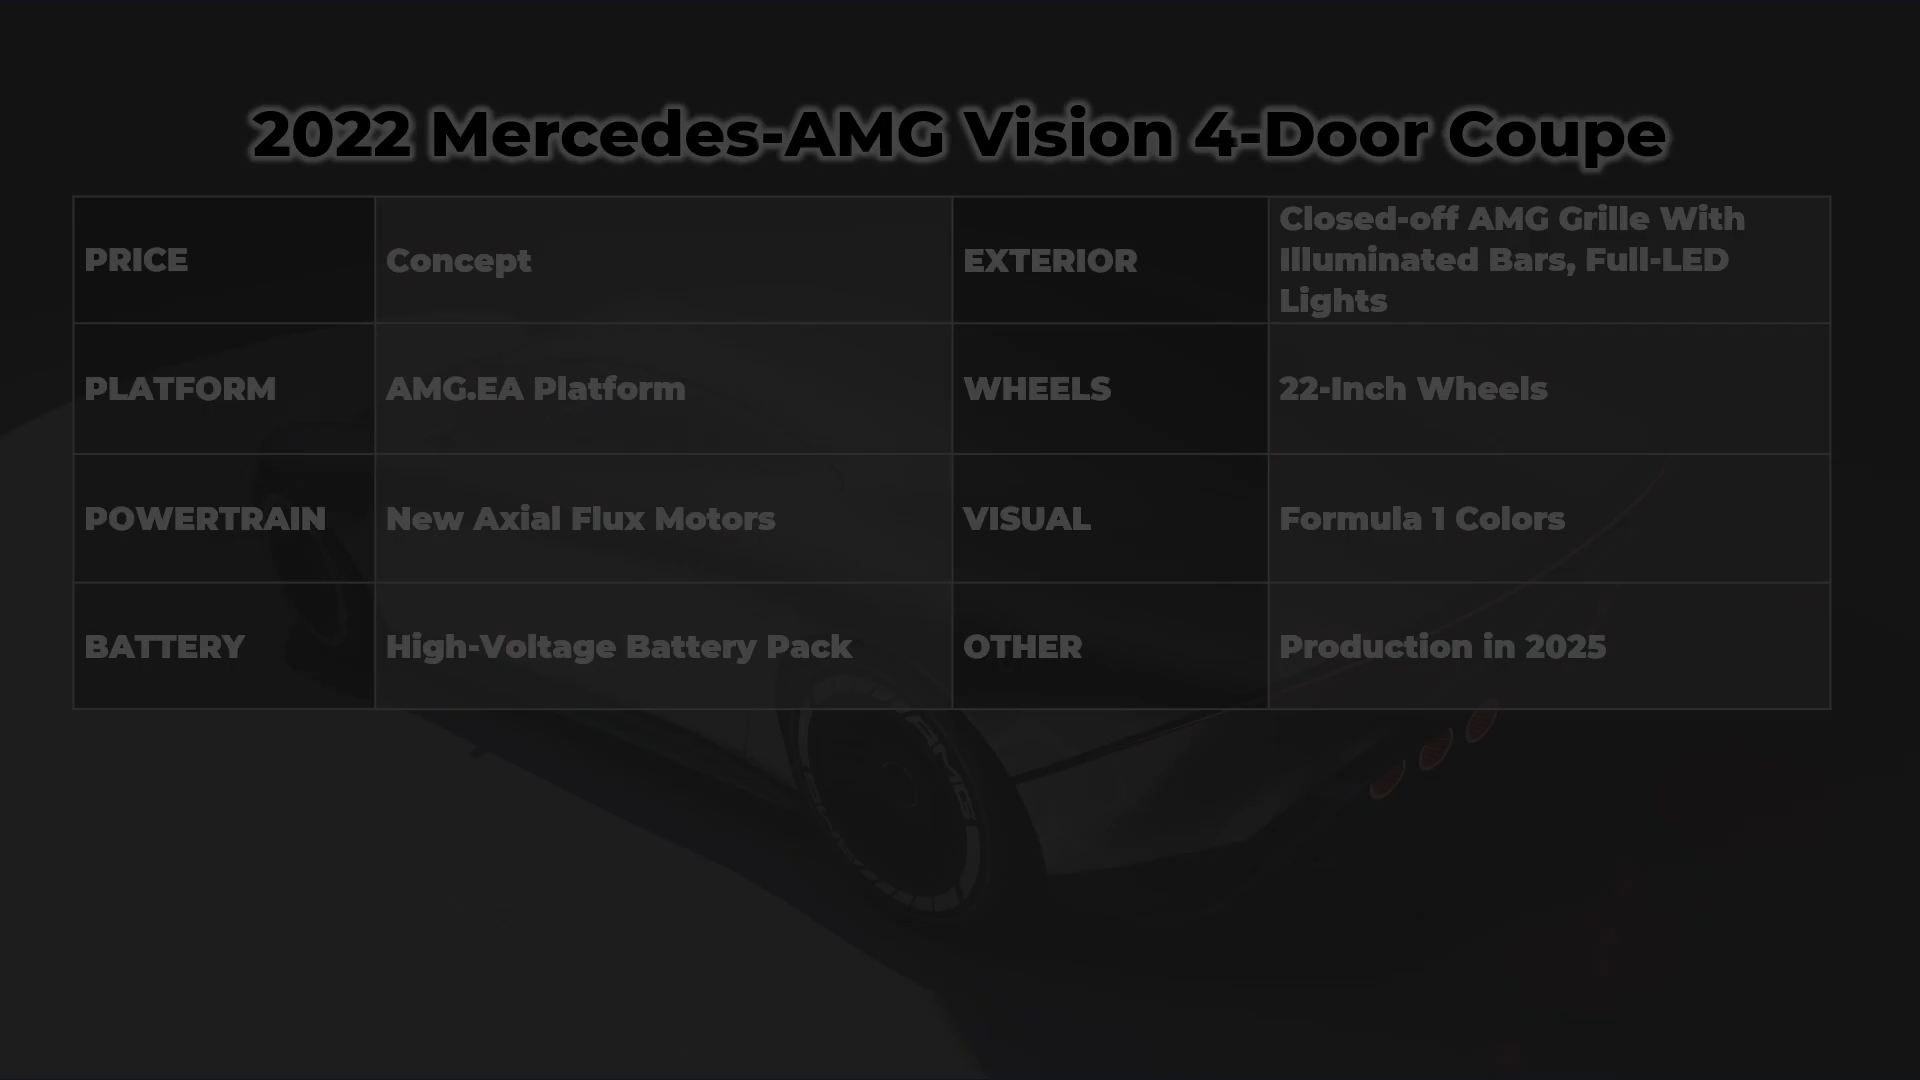 2022 Mercedes-AMG Vision 4-Door Coupe
PRICE
Concept
EXTERIOR
Closed-off AMG Grille With
Illuminated Bars, Full-LED
Lights
PLATFORM
AMG.EA Platform
WHEELS
22-Inch Wheels
POWERTRAIN
New Axial Flux Motors
VISUAL
Formula 1 Colors
BATTERY
High-Voltage Battery Pack
OTHER
Production in 2025
AMG